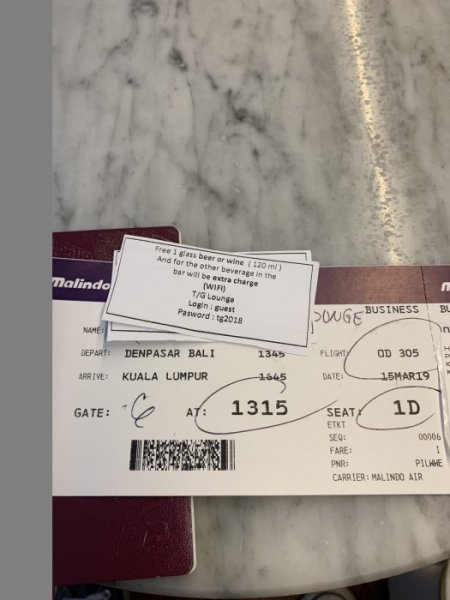 Free 1 glass beer or wine ( 120 ml )
And for the other beverage in the
bar will be extra charge
(WIFI)
T/G Lounge
Login : guest
Pasword : tg2018
Malindo
BUSINESS
NAME:
DEPART: DENPASAR BALI 1345 FLIGHT: OD 305
ARRIVE: KUALA LUMPUR 1645 DATE: 15MAR19
GATE: 6 AT: 1315 SEAT: 1D
ETKT
SEQ: 00006
FARE: I
PNR:
CARRIER: MALINDO AIR